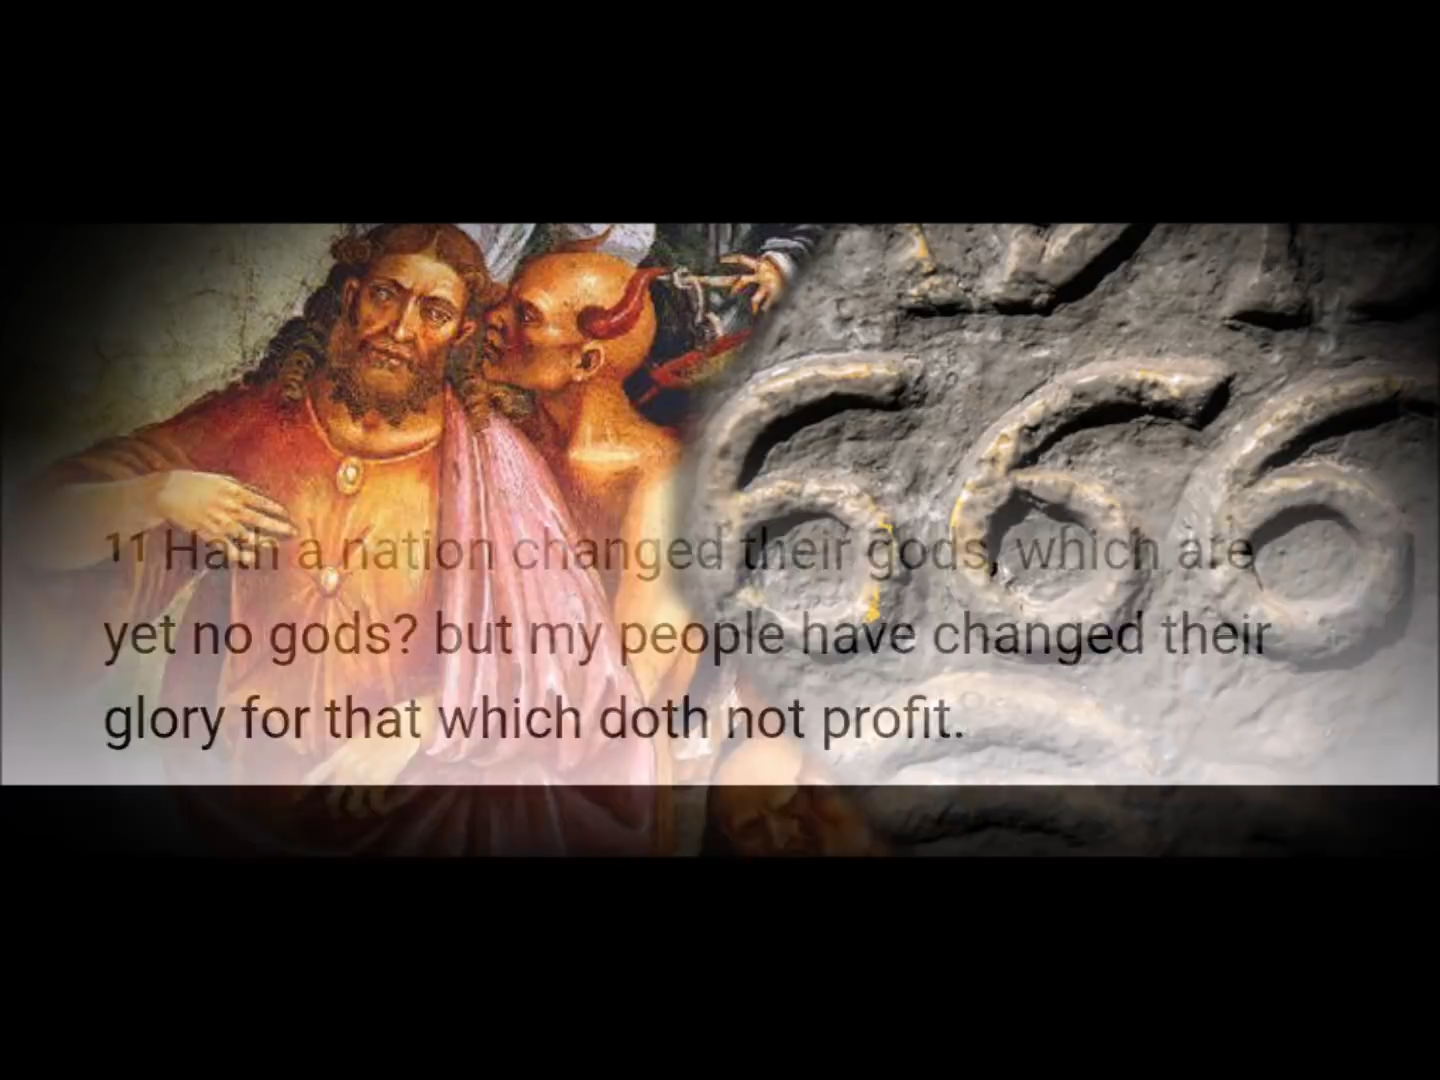 666
11 Hath a nation changed their gods, which are
yet no gods? but my people have changed their
glory for that which doth not profit.